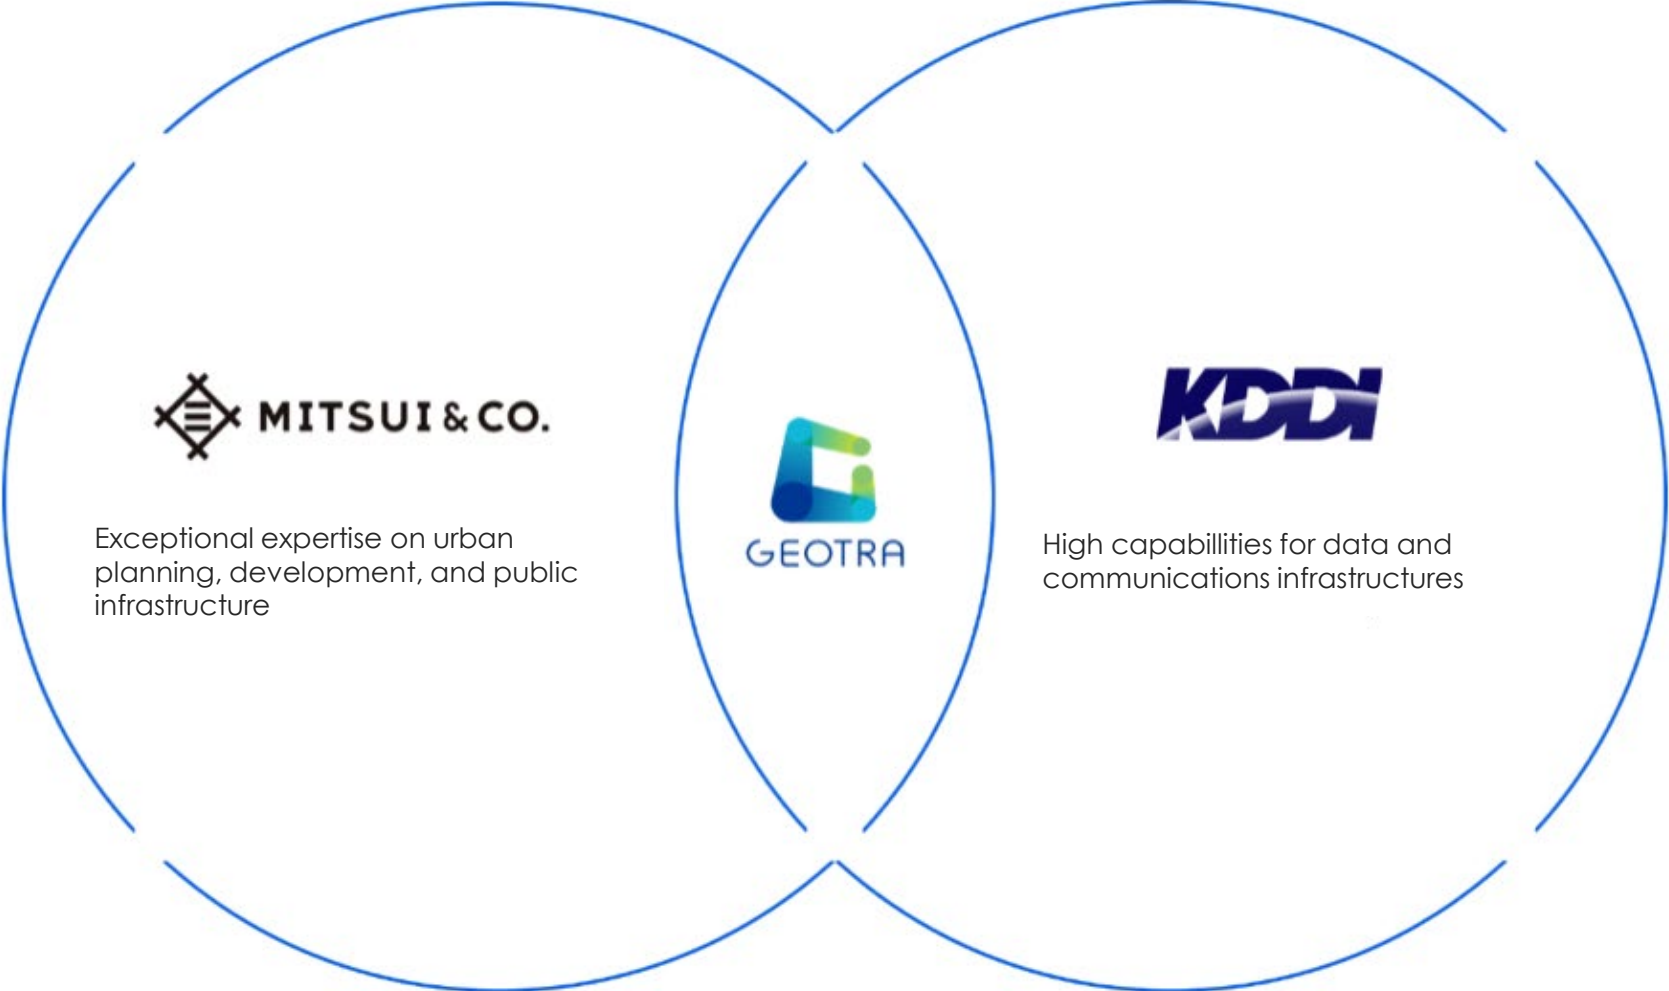 MITSUI & CO.
Exceptional expertise on urban
planning, development, and public
infrastructure
GEOTRA
KDDI
High capabillities for data and
communications infrastructures